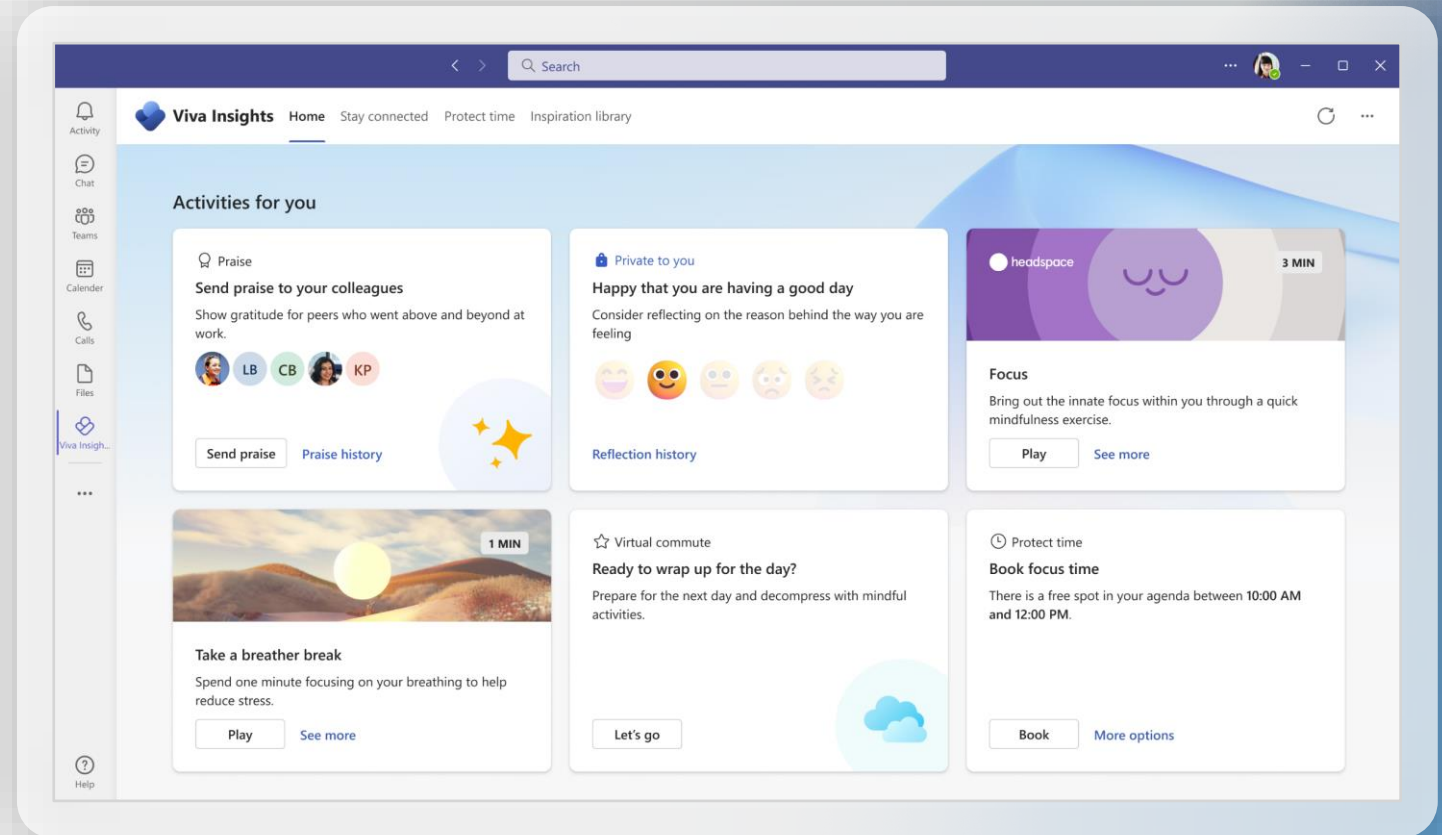 Search
Activity
Chat
Teams
Calender
Calls
Files
Viva Insigh...
Help
Viva Insights
Home
Stay connected
Protect time
Inspiration library
Activities for you
Praise
Send praise to your colleagues
Show gratitude for peers who went above and beyond at
work.
LB
CB
KP
Send praise
Praise history
Private to you
Happy that you are having a good day
Consider reflecting on the reason behind the way you are
feeling
Reflection history
headspace
3 MIN
Focus
Bring out the innate focus within you through a quick
mindfulness exercise.
Play
See more
1 MIN
Take a breather break
Spend one minute focusing on your breathing to help
reduce stress.
Play
See more
Virtual commute
Ready to wrap up for the day?
Prepare for the next day and decompress with mindful
activities.
Let's go
Protect time
Book focus time
There is a free spot in your agenda between 10:00 AM
and 12:00 PM.
Book
More options